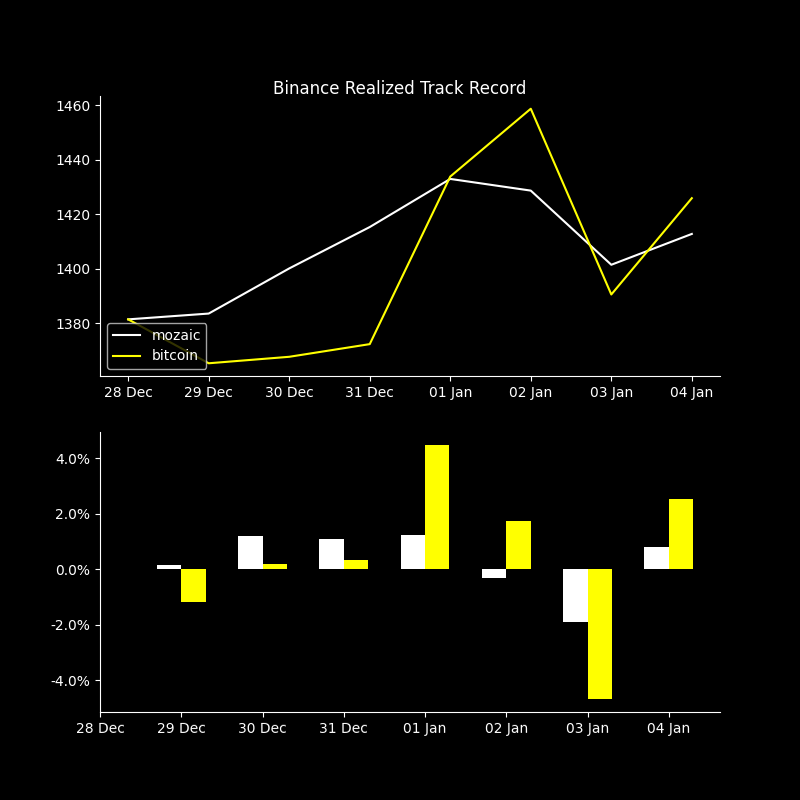 Binance Realized Track Record
1460
1440
1420
1400
1380
mozaic
bitcoin
28 Dec 29 Dec 30 Dec 31 Dec 01 Jan 02 Jan 03 Jan 04 Jan
4.0%
2.0%
0.0%
-2.0%
-4.0%
28 Dec 29 Dec 30 Dec 31 Dec 01 Jan 02 Jan 03 Jan 04 Jan